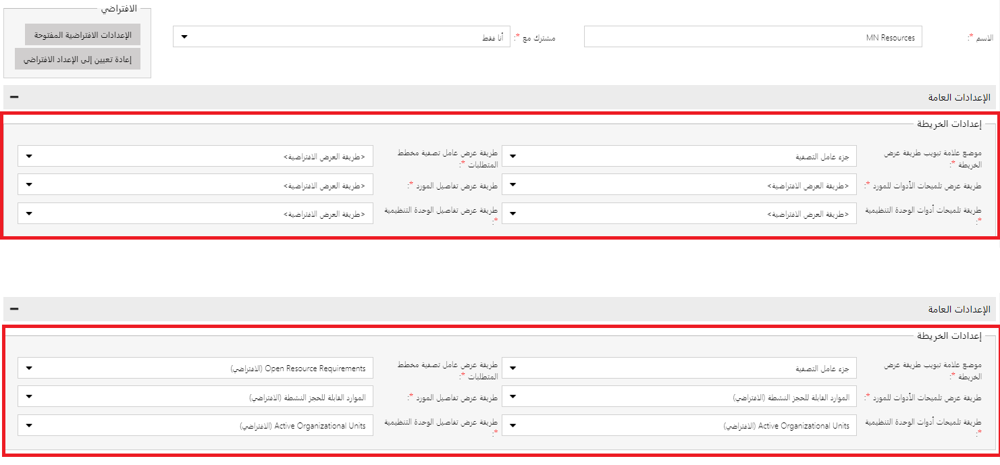 الاسم *:
MN Resources
مشترك مع *:
أنا فقط
الافتراضي
الإعدادات الافتراضية المفتوحة
إعادة تعيين إلى الإعداد الافتراضي
الإعدادات العامة
إعدادات الخريطة
موضع علامة تبويب طريقة عرض
الخريطة *:
جزء عامل التصفية
طريقة عرض عامل تصفية مخطط
المتطلبات *:
<طريقة العرض الافتراضية>
طريقة عرض تلميحات الأدوات للمورد *:
<طريقة العرض الافتراضية>
طريقة عرض تفاصيل المورد *:
<طريقة العرض الافتراضية>
طريقة تلميحات أدوات الوحدة التنظيمية
*:
<طريقة العرض الافتراضية>
طريقة عرض تفاصيل الوحدة التنظيمية
*:
<طريقة العرض الافتراضية>
الإعدادات العامة
إعدادات الخريطة
موضع علامة تبويب طريقة عرض
الخريطة *:
جزء عامل التصفية
طريقة عرض عامل تصفية مخطط
المتطلبات *:
Open Resource Requirements (الافتراضي)
طريقة عرض تلميحات الأدوات للمورد *:
الموارد القابلة للحجز النشطة (الافتراضي)
طريقة عرض تفاصيل المورد *:
الموارد القابلة للحجز النشطة (الافتراضي)
طريقة تلميحات أدوات الوحدة التنظيمية
*:
Active Organizational Units (الافتراضي)
طريقة عرض تفاصيل الوحدة التنظيمية
*:
Active Organizational Units (الافتراضي)